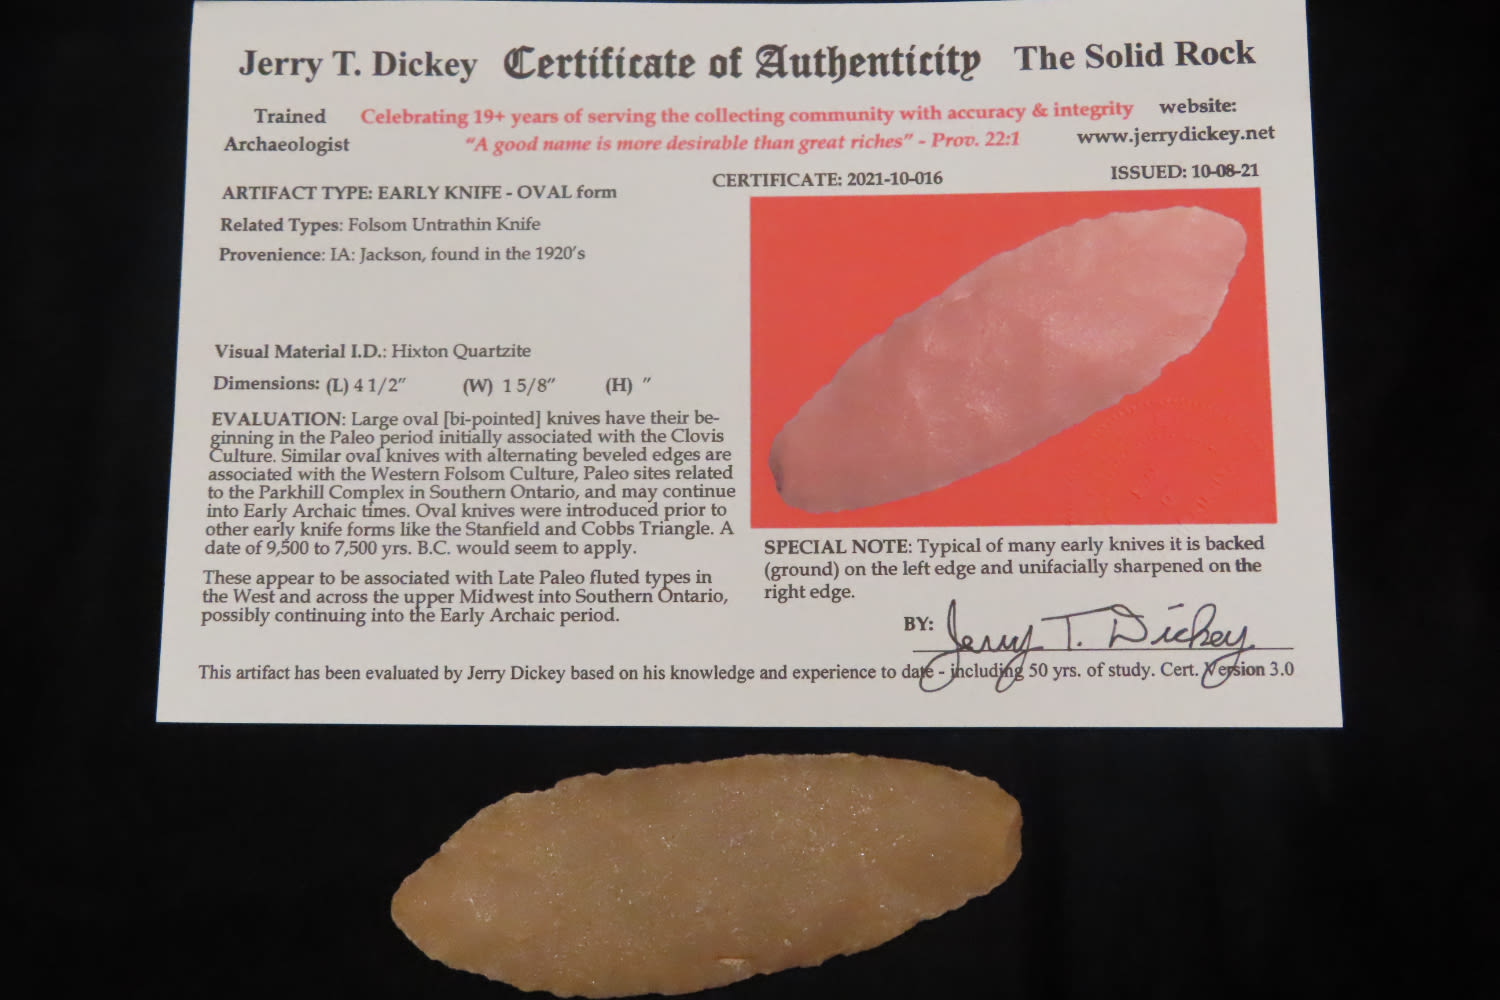 Jerry T. Dickey Certificate of Authenticity The Solid Rock
Trained Archaeologist
Celebrating 19+ years of serving the collecting community with accuracy & integrity
"A good name is more desirable than great riches" - Prov. 22:1
website:
www.jerrydickey.net
ARTIFACT TYPE: EARLY KNIFE - OVAL form
CERTIFICATE: 2021-10-016
ISSUED: 10-08-21
Related Types: Folsom Untrathin Knife
Provenience: IA: Jackson, found in the 1920's
Visual Material I.D.: Hixton Quartzite
Dimensions: (L) 4 1/2" (W) 1 5/8" (H) "
EVALUATION: Large oval [bi-pointed] knives have their be-
ginning in the Paleo period initially associated with the Clovis
Culture. Similar oval knives with alternating beveled edges are
associated with the Western Folsom Culture, Paleo sites related
to the Parkhill Complex in Southern Ontario, and may continue
into Early Archaic times. Oval knives were introduced prior to
other early knife forms like the Stanfield and Cobbs Triangle. A
date of 9,500 to 7,500 yrs. B.C. would seem to apply.
These appear to be associated with Late Paleo fluted types in
the West and across the upper Midwest into Southern Ontario,
possibly continuing into the Early Archaic period.
SPECIAL NOTE: Typical of many early knives it is backed
(ground) on the left edge and unifacially sharpened on the
right edge.
BY: Jerry T. Dickey
This artifact has been evaluated by Jerry Dickey based on his knowledge and experience to date - including 50 yrs. of study. Cert. Version 3.0